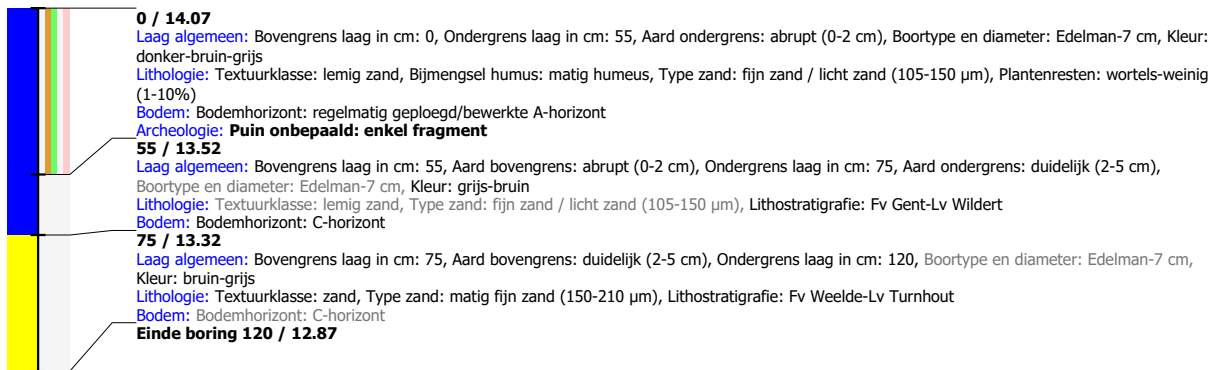 0 / 14.07
Laag algemeen: Bovengrens laag in cm: 0, Ondergrens laag in cm: 55, Aard ondergrens: abrupt (0-2 cm), Boortype en diameter: Edelman-7 cm, Kleur:
donker-bruin-grijs
Lithologie: Textuurklasse: lemig zand, Bijmengsel humus: matig humeus, Type zand: fijn zand / licht zand (105-150 µm), Plantenresten: wortels-weinig
(1-10%)
Bodem: Bodemhorizont: regelmatig geploegd/bewerkte A-horizont
Archeologie: Puin onbepaald: enkel fragment
55 / 13.52
Laag algemeen: Bovengrens laag in cm: 55, Aard bovengrens: abrupt (0-2 cm), Ondergrens laag in cm: 75, Aard ondergrens: duidelijk (2-5 cm),
Boortype en diameter: Edelman-7 cm, Kleur: grijs-bruin
Lithologie: Textuurklasse: lemig zand, Type zand: fijn zand / licht zand (105-150 µm), Lithostratigrafie: Fv Gent-Lv Wildert
Bodem: Bodemhorizont: C-horizont
75 / 13.32
Laag algemeen: Bovengrens laag in cm: 75, Aard bovengrens: duidelijk (2-5 cm), Ondergrens laag in cm: 120, Boortype en diameter: Edelman-7 cm,
Kleur: bruin-grijs
Lithologie: Textuurklasse: zand, Type zand: matig fijn zand (150-210 µm), Lithostratigrafie: Fv Weelde-Lv Turnhout
Bodem: Bodemhorizont: C-horizont
Einde boring 120 / 12.87